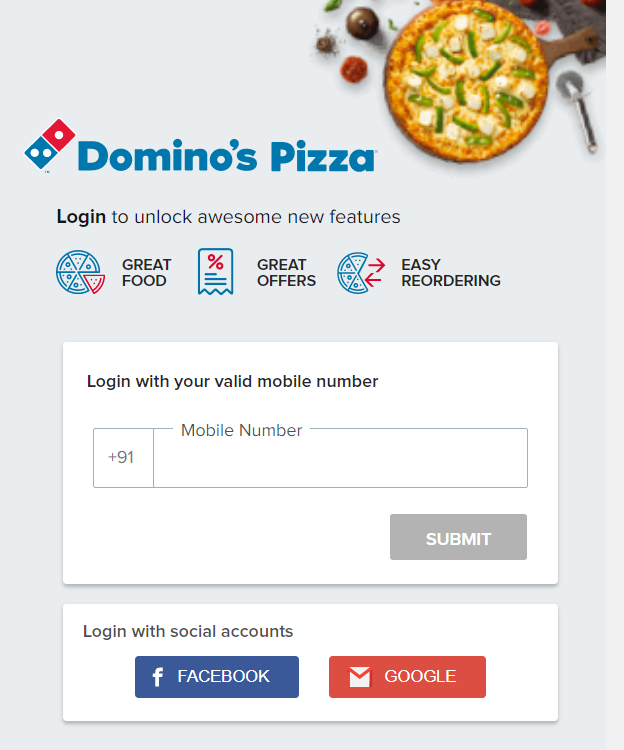 Domino's Pizza
Login to unlock awesome new features
GREAT
FOOD
%
GREAT
OFFERS
EASY
REORDERING
Login with your valid mobile number
Mobile Number
+91
SUBMIT
Login with social accounts
f FACEBOOK
GOOGLE